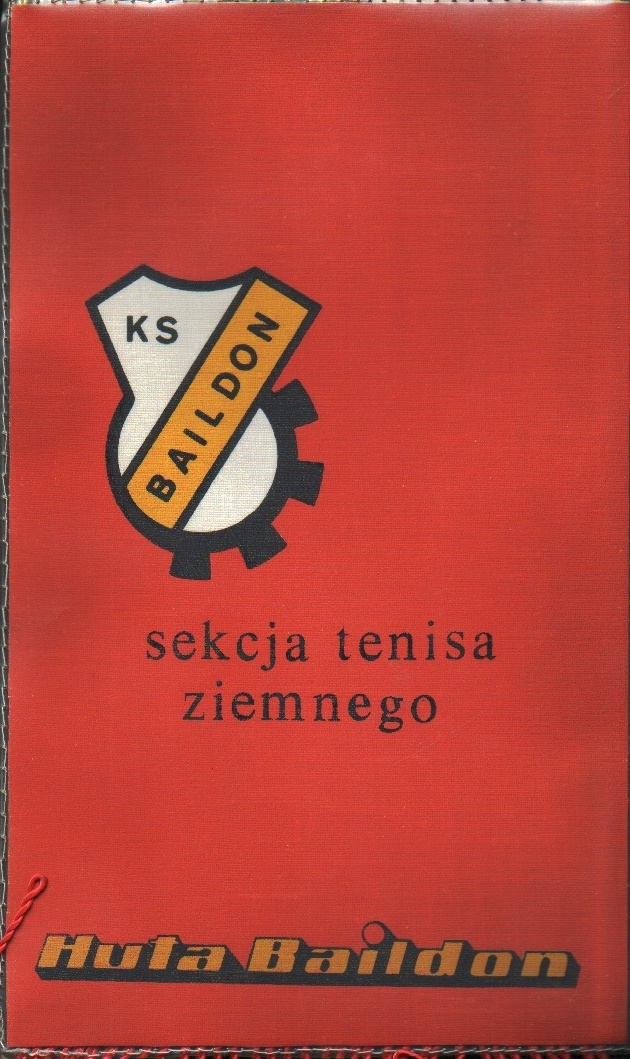 KS
BAILDON
sekcja tenisa
ziemnego
Huta Baildon